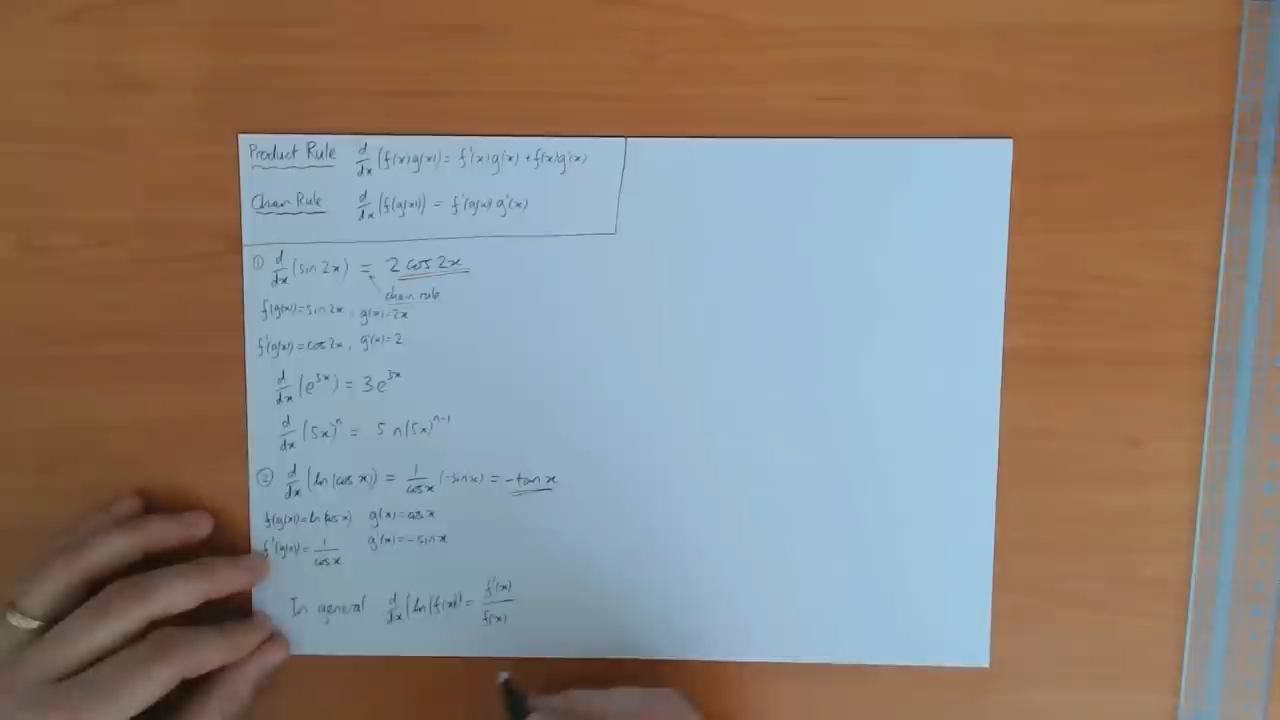 Product Rule d/dx (f(x)g(x)) = f'(x)g(x) + f(x)g'(x)
Chain Rule d/dx (f(g(x))) = f'(g(x)) g'(x)
① d/dx (sin 2x) = 2 cos 2x
chain rule
f(g(x)) = sin 2x, g(x) = 2x
f'(g(x)) = cos 2x, g'(x) = 2
d/dx (e^{3x}) = 3e^{3x}
d/dx (5x)^n = 5 n(5x)^{n-1}
② d/dx (ln(cos x)) = 1/cos x (-sin x) = -tan x
f(g(x)) = ln(cos x) g(x) = cos x
f'(g(x)) = 1/cos x g'(x) = -sin x
In general d/dx (ln(f(x)) = f'(x)/f(x)